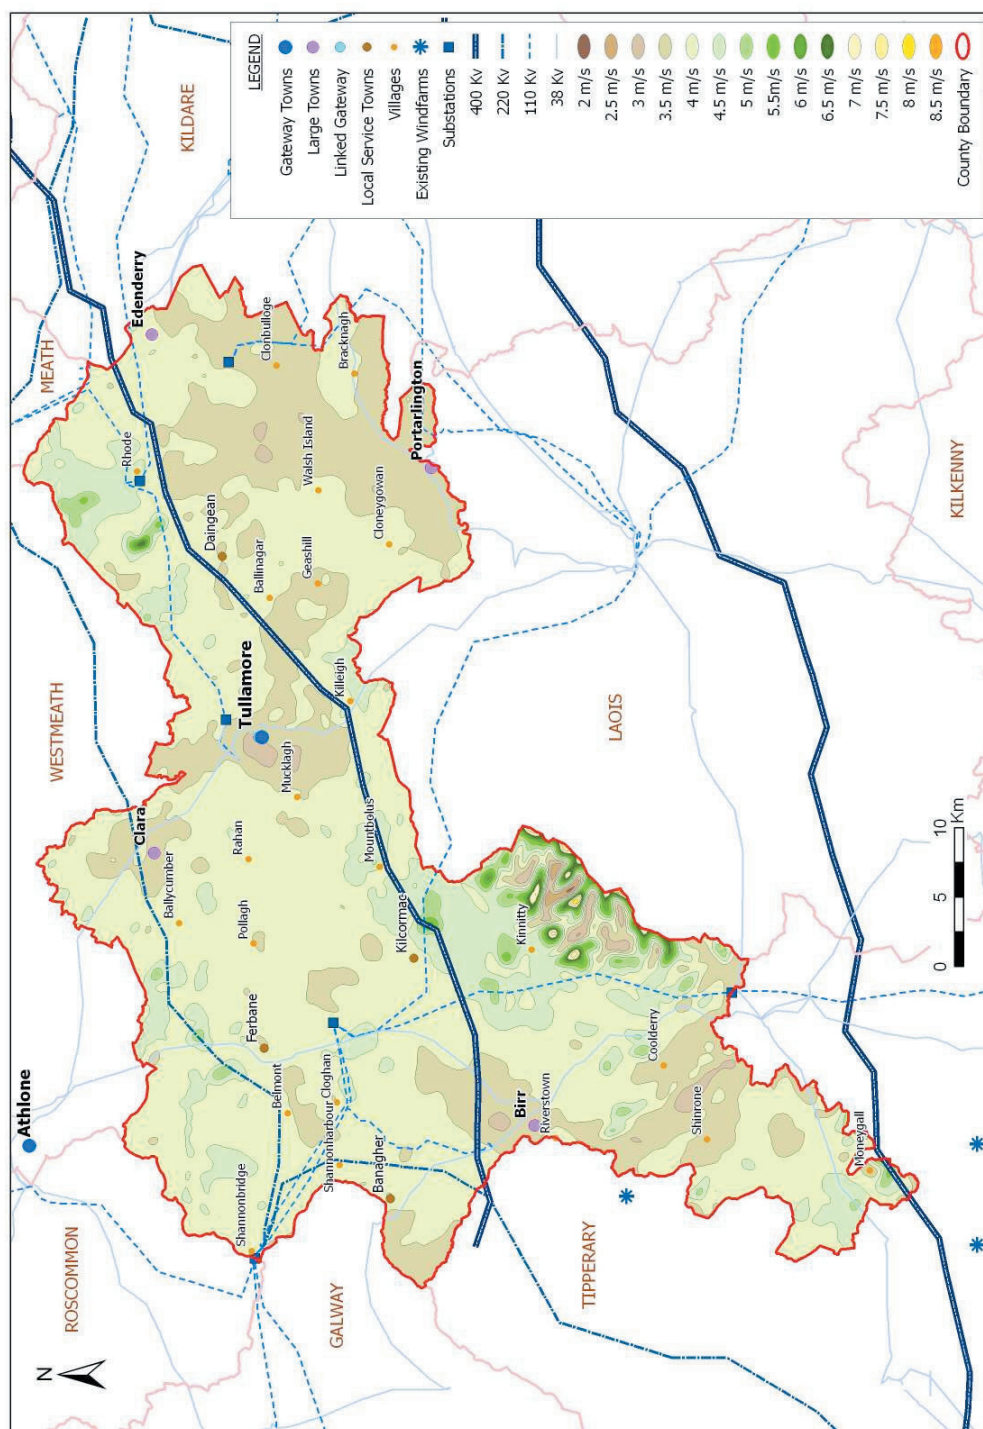 LEGEND
Gateway Towns
Large Towns
Linked Gateway
Local Service Towns
Villages
Existing Windfarms
Substations
400 Kv
220 Kv
110 Kv
38 Kv
2 m/s
2.5 m/s
3 m/s
3.5 m/s
4 m/s
4.5 m/s
5 m/s
5.5m/s
6 m/s
6.5 m/s
7 m/s
7.5 m/s
8 m/s
8.5 m/s
County Boundary
N
ROSCOMMON
Athlone
WESTMEATH
MEATH
KILDARE
GALWAY
TIPPERARY
LAOIS
KILKENNY
Edenderry
Rhode
Clonbulloge
Bracknagh
Portarlington
Walsh Island
Cloneygowan
Daingean
Ballinagar
Geashill
Tullamore
Killeigh
Mucklagh
Clara
Ballycumber
Rahan
Pollagh
Mountbolus
Kilcormac
Kinnitty
Ferbane
Belmont
Cloghan
Shannonharbour
Shannonbridge
Banagher
Birr
Riverstown
Coolderry
Shinrone
Moneygall
0
5
10
Km